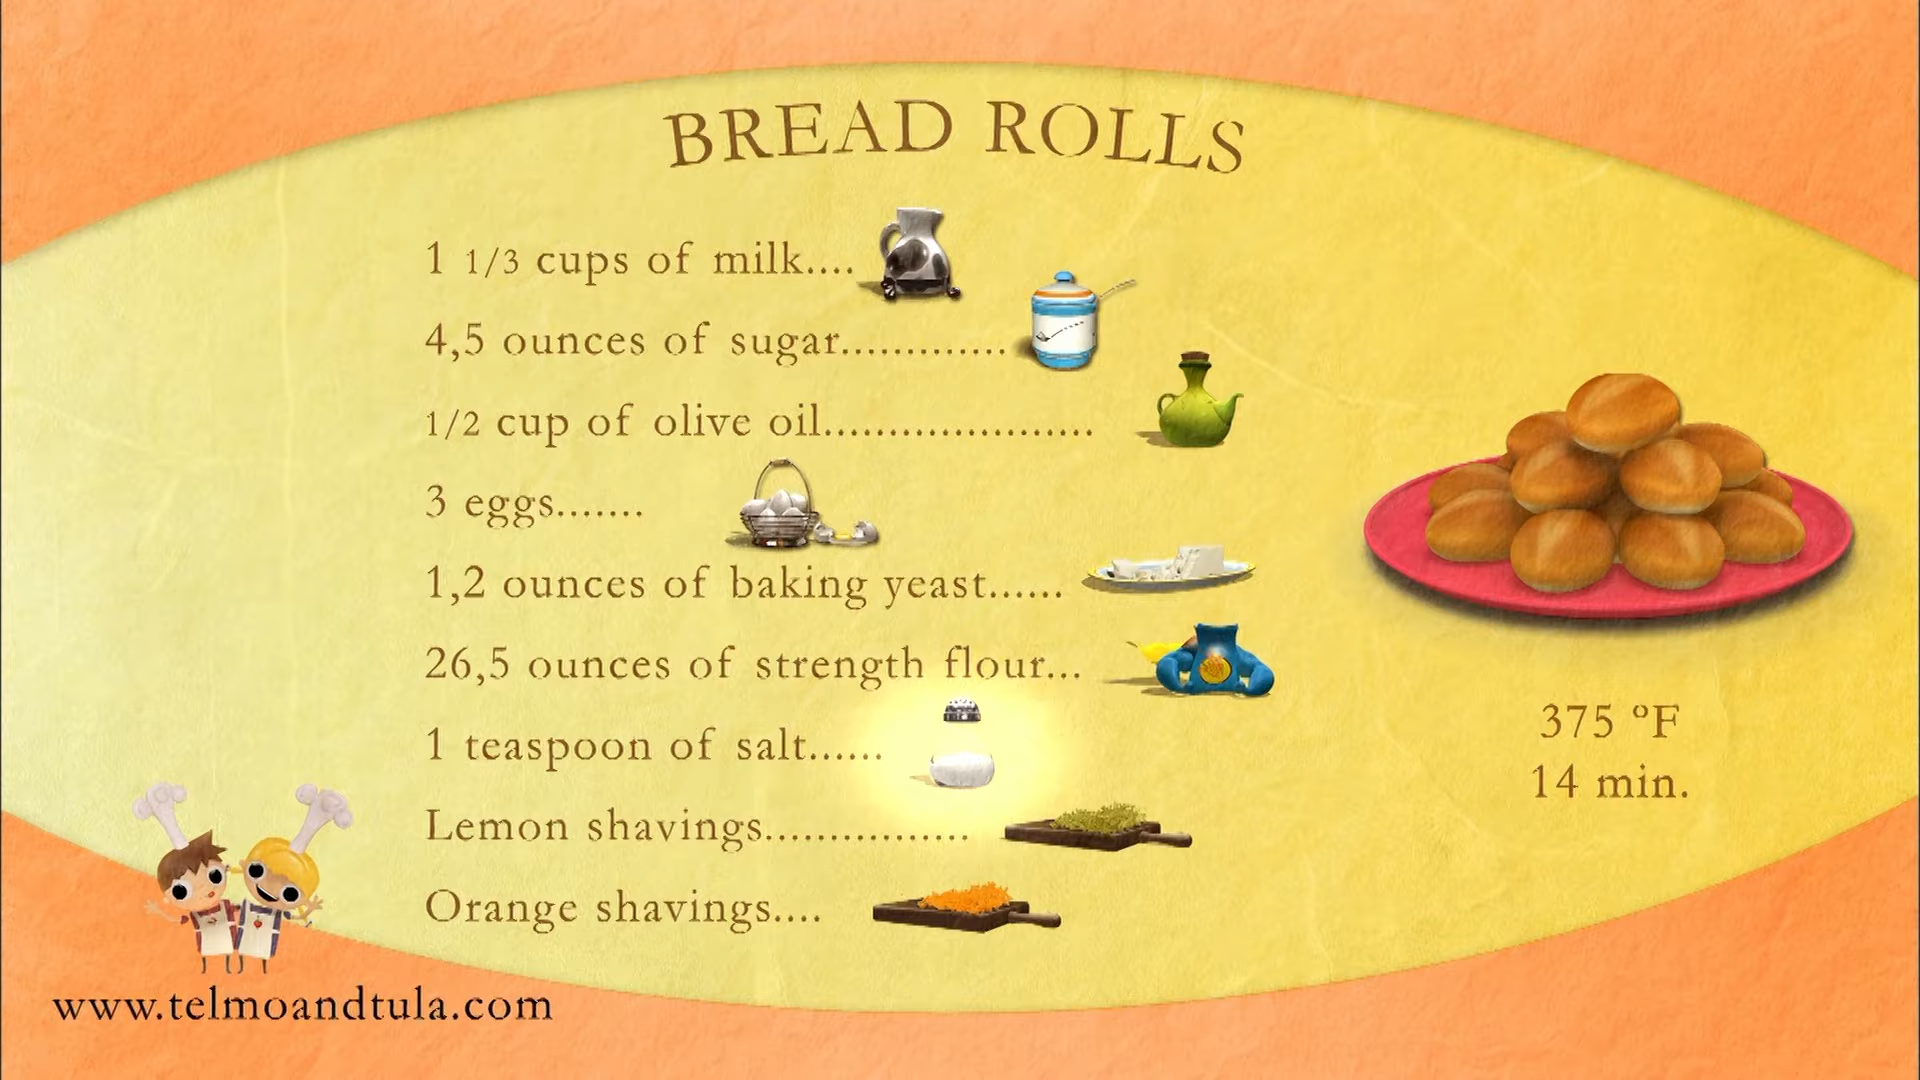 BREAD ROLLS
1 1/3 cups of milk....
4,5 ounces of sugar.............
1/2 cup of olive oil.....................
3 eggs.......
1,2 ounces of baking yeast......
26,5 ounces of strength flour...
1 teaspoon of salt......
Lemon shavings................
Orange shavings....
375 ºF
14 min.
www.telmoandtula.com